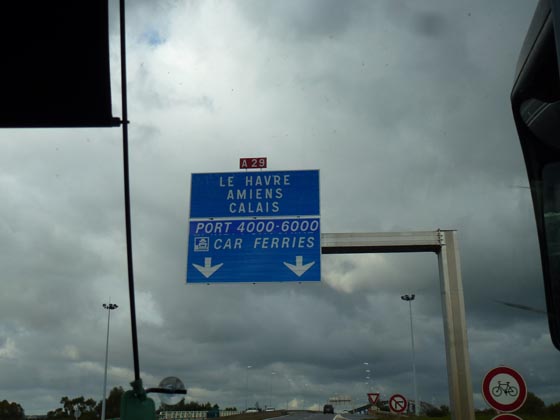 A 29
LE HAVRE
AMIENS
CALAIS
PORT 4000-6000
CAR FERRIES